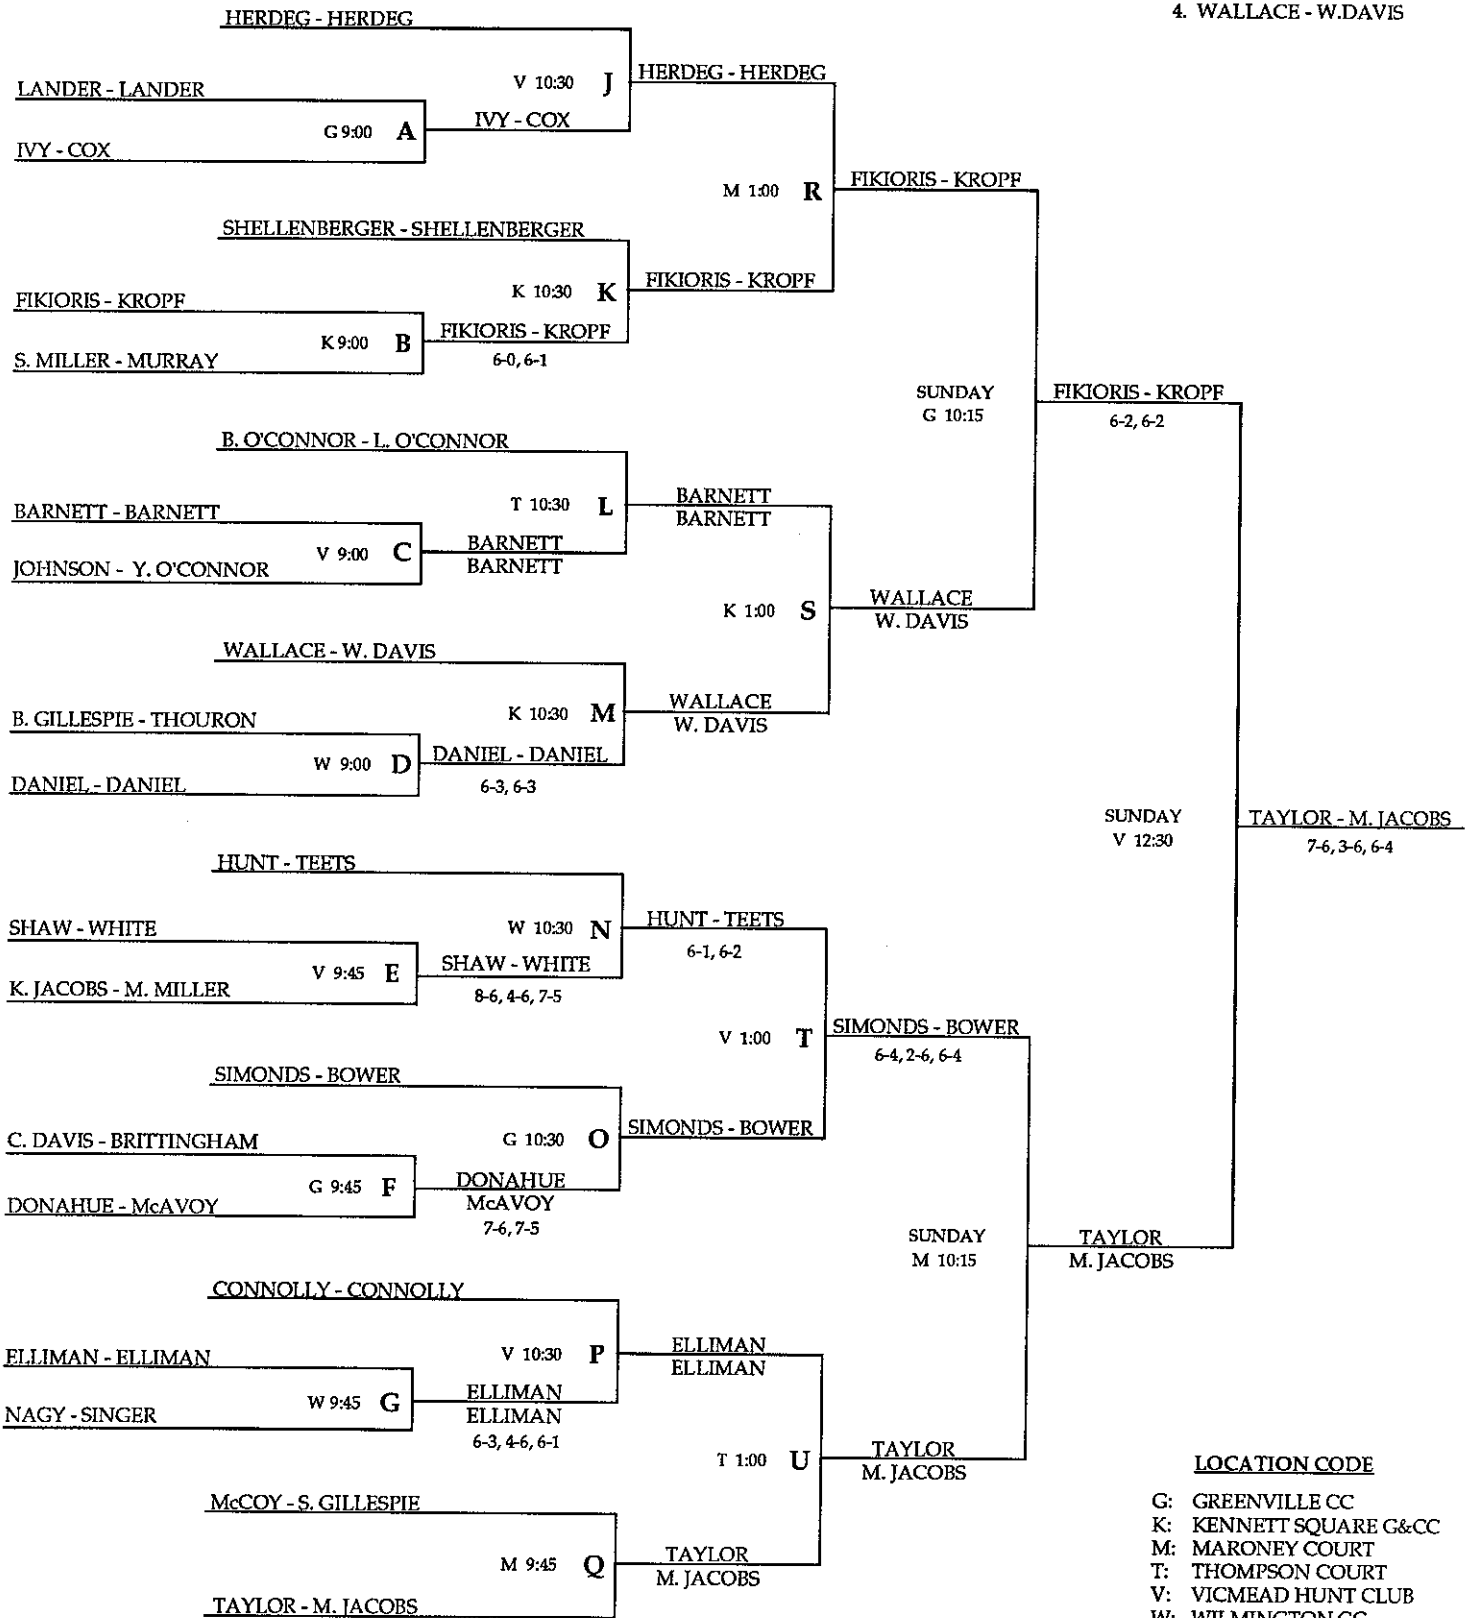 HERDEG - HERDEG
4. WALLACE - W.DAVIS
V 10:30 J
HERDEG - HERDEG
LANDER - LANDER
G 9:00 A
IVY - COX
IVY - COX
M 1:00 R
FIKIORIS - KROPF
SHELLENBERGER - SHELLENBERGER
K 10:30 K
FIKIORIS - KROPF
FIKIORIS - KROPF
K 9:00 B
FIKIORIS - KROPF
6-0, 6-1
S. MILLER - MURRAY
SUNDAY
G 10:15
FIKIORIS - KROPF
6-2, 6-2
B. O'CONNOR - L. O'CONNOR
T 10:30 L
BARNETT
BARNETT
BARNETT - BARNETT
V 9:00 C
BARNETT
BARNETT
JOHNSON - Y. O'CONNOR
K 1:00 S
WALLACE
W. DAVIS
WALLACE - W. DAVIS
K 10:30 M
WALLACE
W. DAVIS
B. GILLESPIE - THOURON
W 9:00 D
DANIEL - DANIEL
6-3, 6-3
DANIEL - DANIEL
SUNDAY
V 12:30
TAYLOR - M. JACOBS
7-6, 3-6, 6-4
HUNT - TEETS
W 10:30 N
HUNT - TEETS
6-1, 6-2
SHAW - WHITE
V 9:45 E
SHAW - WHITE
8-6, 4-6, 7-5
K. JACOBS - M. MILLER
V 1:00 T
SIMONDS - BOWER
6-4, 2-6, 6-4
SIMONDS - BOWER
G 10:30 O
SIMONDS - BOWER
C. DAVIS - BRITTINGHAM
G 9:45 F
DONAHUE
McAVOY
7-6, 7-5
DONAHUE - McAVOY
SUNDAY
M 10:15
TAYLOR
M. JACOBS
CONNOLLY - CONNOLLY
V 10:30 P
ELLIMAN
ELLIMAN
ELLIMAN - ELLIMAN
W 9:45 G
ELLIMAN
ELLIMAN
6-3, 4-6, 6-1
NAGY - SINGER
T 1:00 U
TAYLOR
M. JACOBS
McCOY - S. GILLESPIE
M 9:45 Q
TAYLOR
M. JACOBS
TAYLOR - M. JACOBS
LOCATION CODE
G: GREENVILLE CC
K: KENNETT SQUARE G&CC
M: MARONEY COURT
T: THOMPSON COURT
V: VICMEAD HUNT CLUB
W: WILMINGTON CC